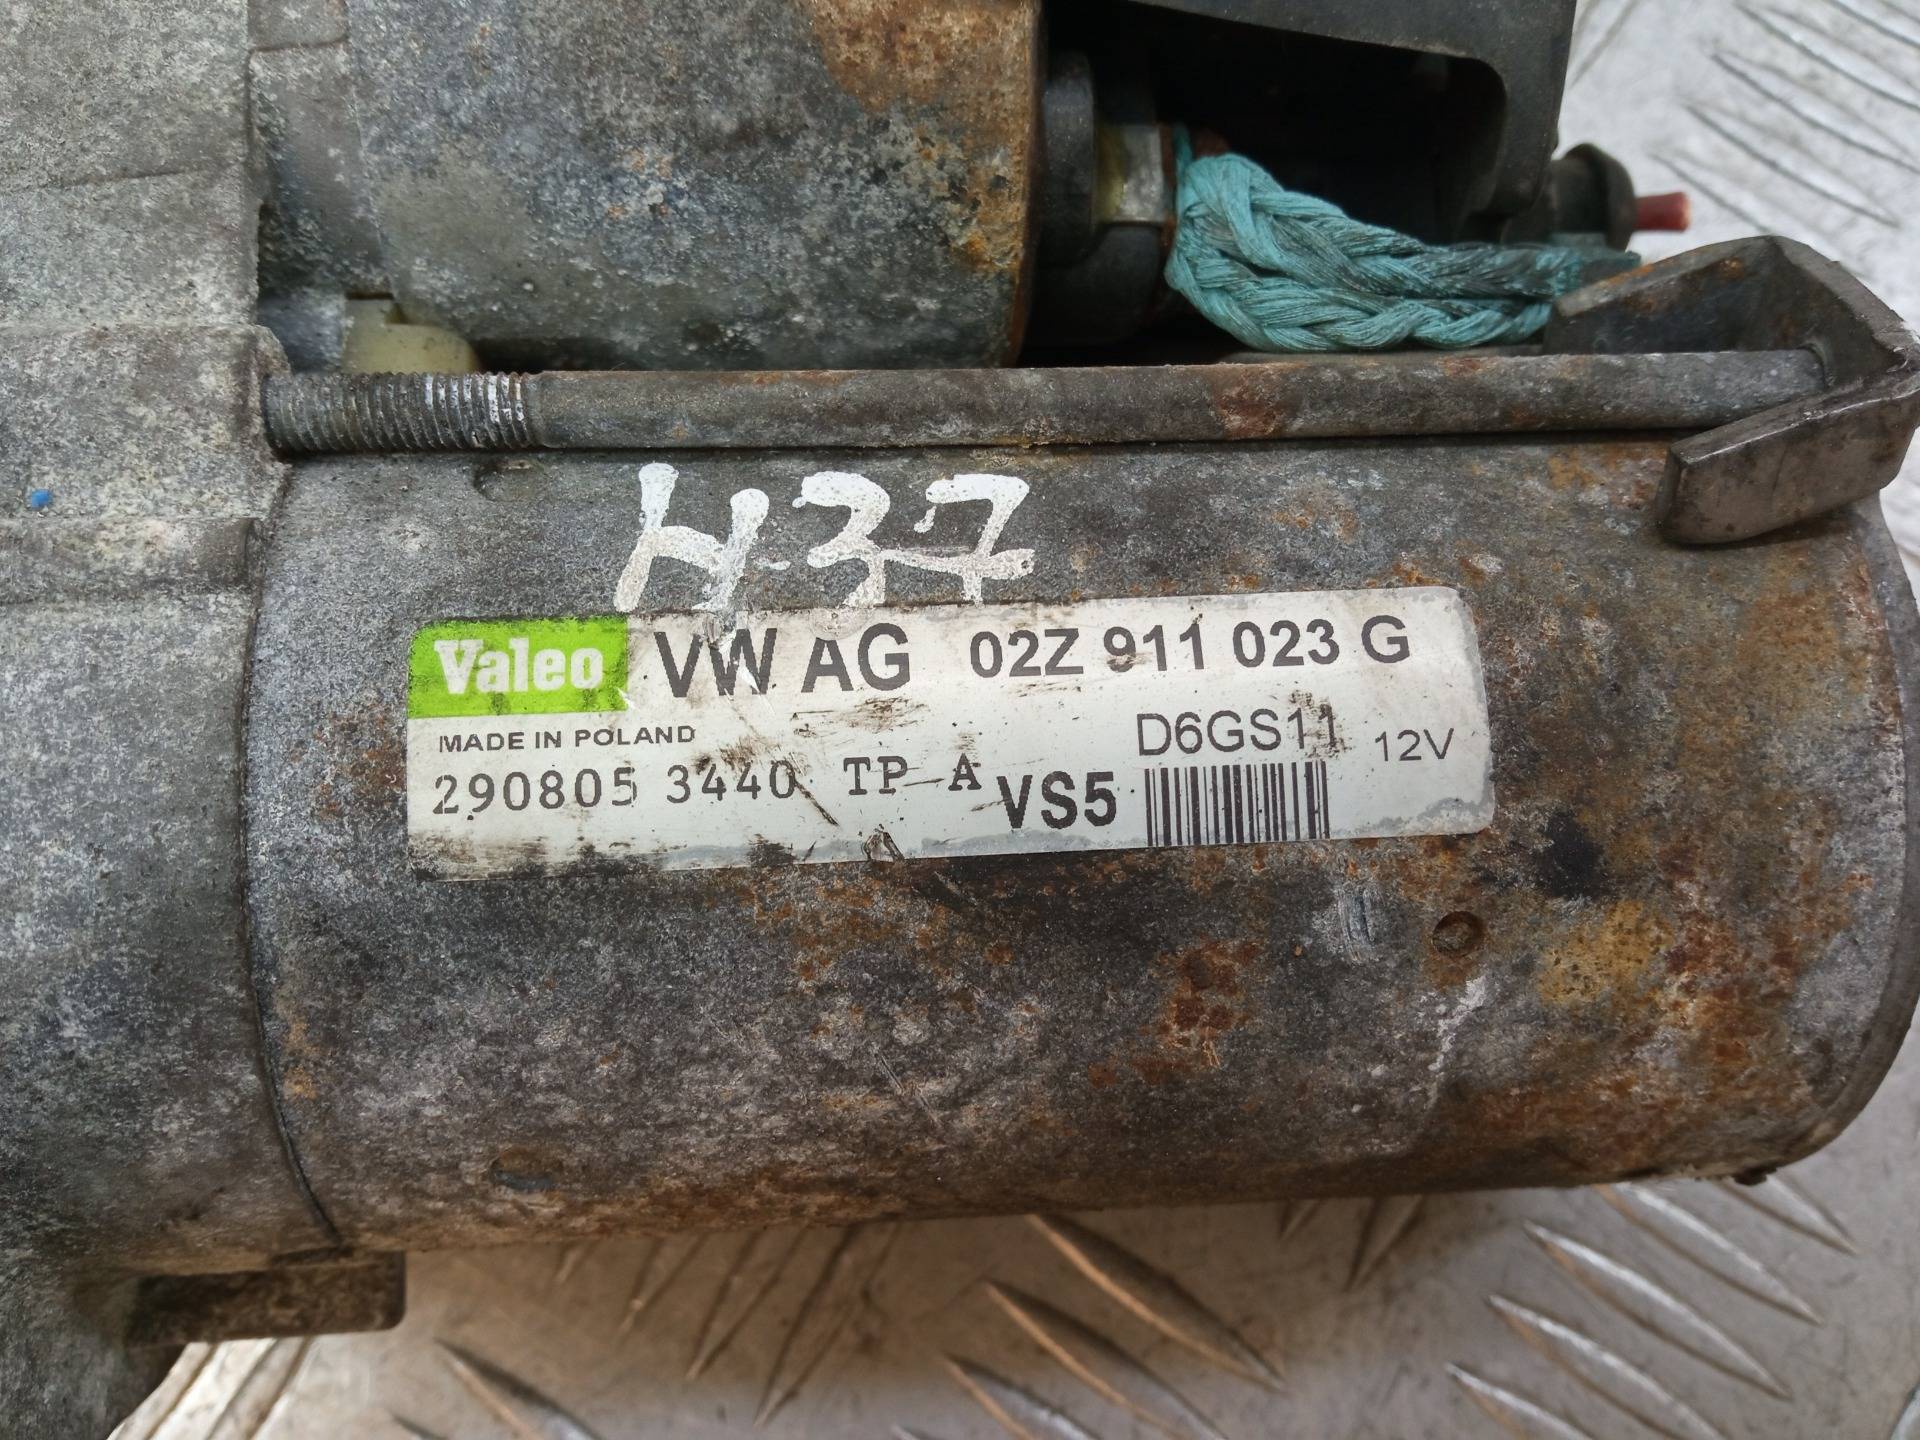 H37
Valeo VW AG 02Z 911 023 G
MADE IN POLAND D6GS11 12V
290805 3440 TP A VS5